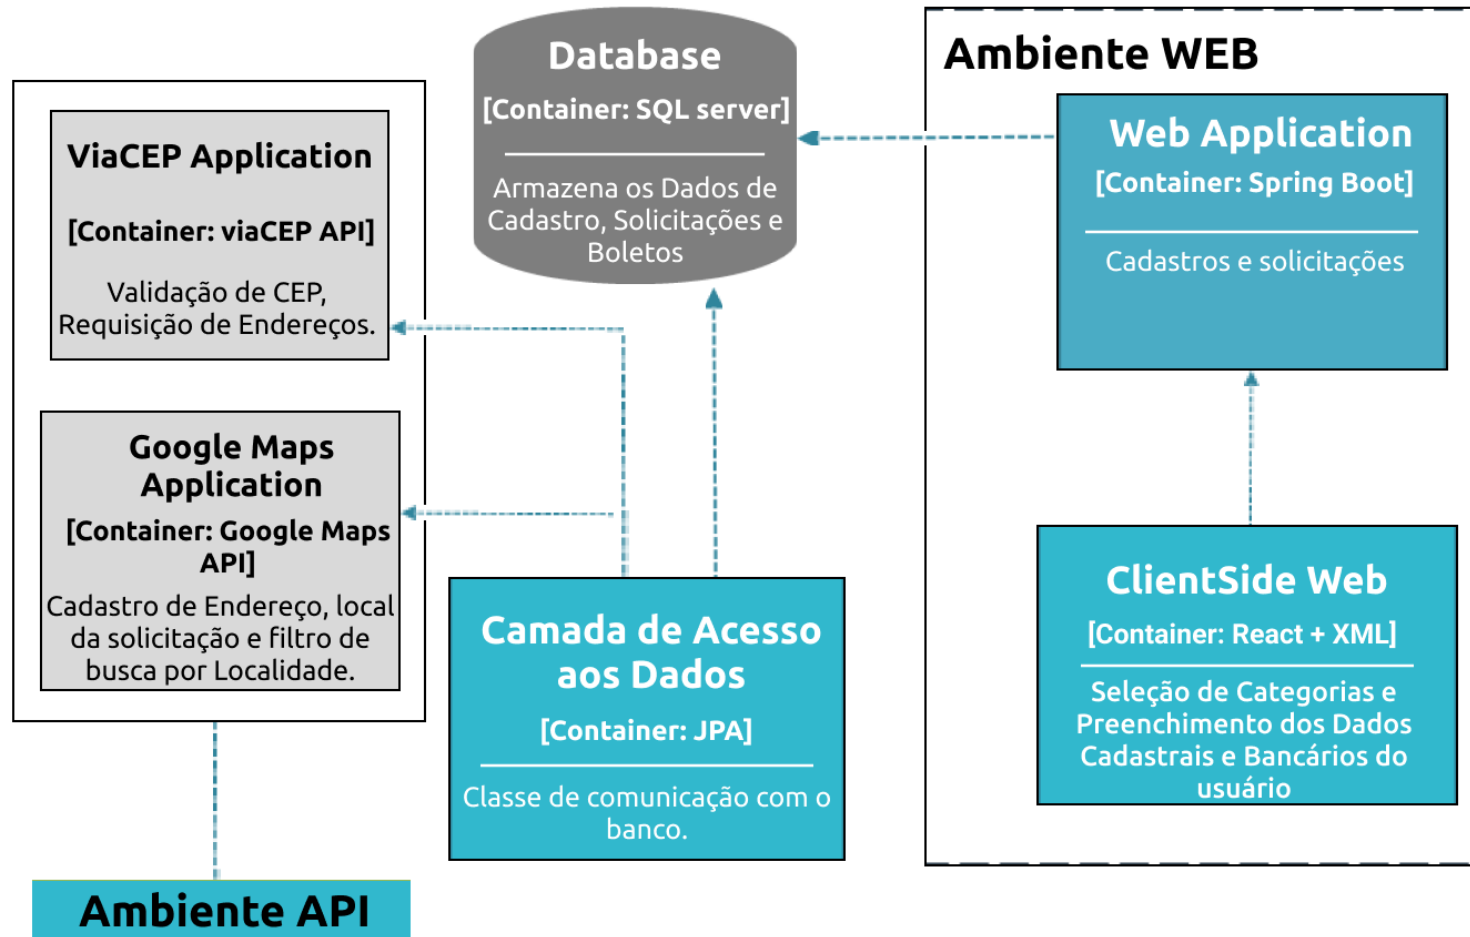 Database
[Container: SQL server]
Armazena os Dados de
Cadastro, Solicitações e
Boletos
Ambiente WEB
Web Application
[Container: Spring Boot]
Cadastros e solicitações
ViaCEP Application
[Container: viaCEP API]
Validação de CEP,
Requisição de Endereços.
Google Maps
Application
[Container: Google Maps
API]
Cadastro de Endereço, local
da solicitação e filtro de
busca por Localidade.
Camada de Acesso
aos Dados
[Container: JPA]
Classe de comunicação com o
banco.
ClientSide Web
[Container: React + XML]
Seleção de Categorias e
Preenchimento dos Dados
Cadastrais e Bancários do
usuário
Ambiente API